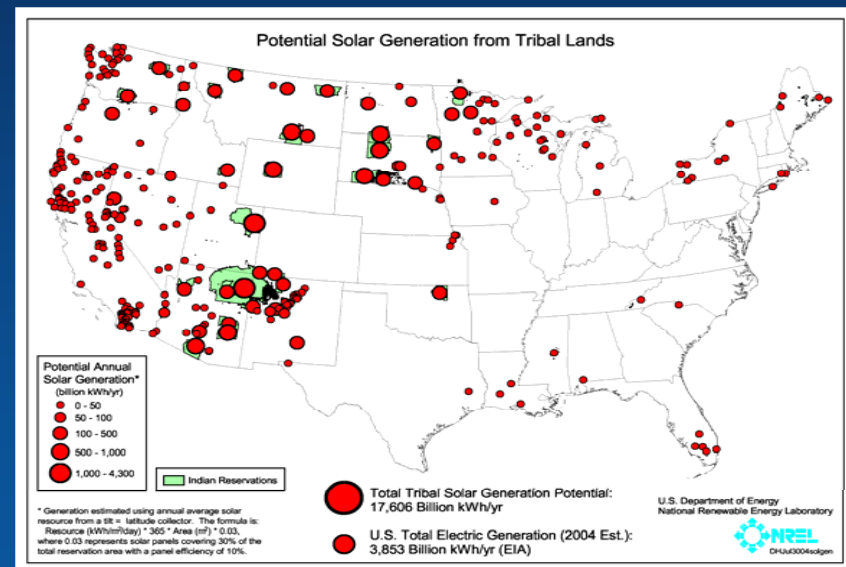 Potential Solar Generation from Tribal Lands
Potential Annual
Solar Generation*
(billion kWh/yr)
0 - 50
50 - 100
100 - 500
500 - 1,000
1,000 - 4,300
Indian Reservations
* Generation estimated using annual average solar
resource from a tilt = latitude collector. The formula is:
Resource (kWh/m²/day) * 365 * Area (m²) * 0.03,
where 0.03 represents solar panels covering 30% of the
total reservation area with a panel efficiency of 10%.
Total Tribal Solar Generation Potential:
17,606 Billion kWh/yr
U.S. Total Electric Generation (2004 Est.):
3,853 Billion kWh/yr (EIA)
U.S. Department of Energy
National Renewable Energy Laboratory
NREL
DHJul3004solgen